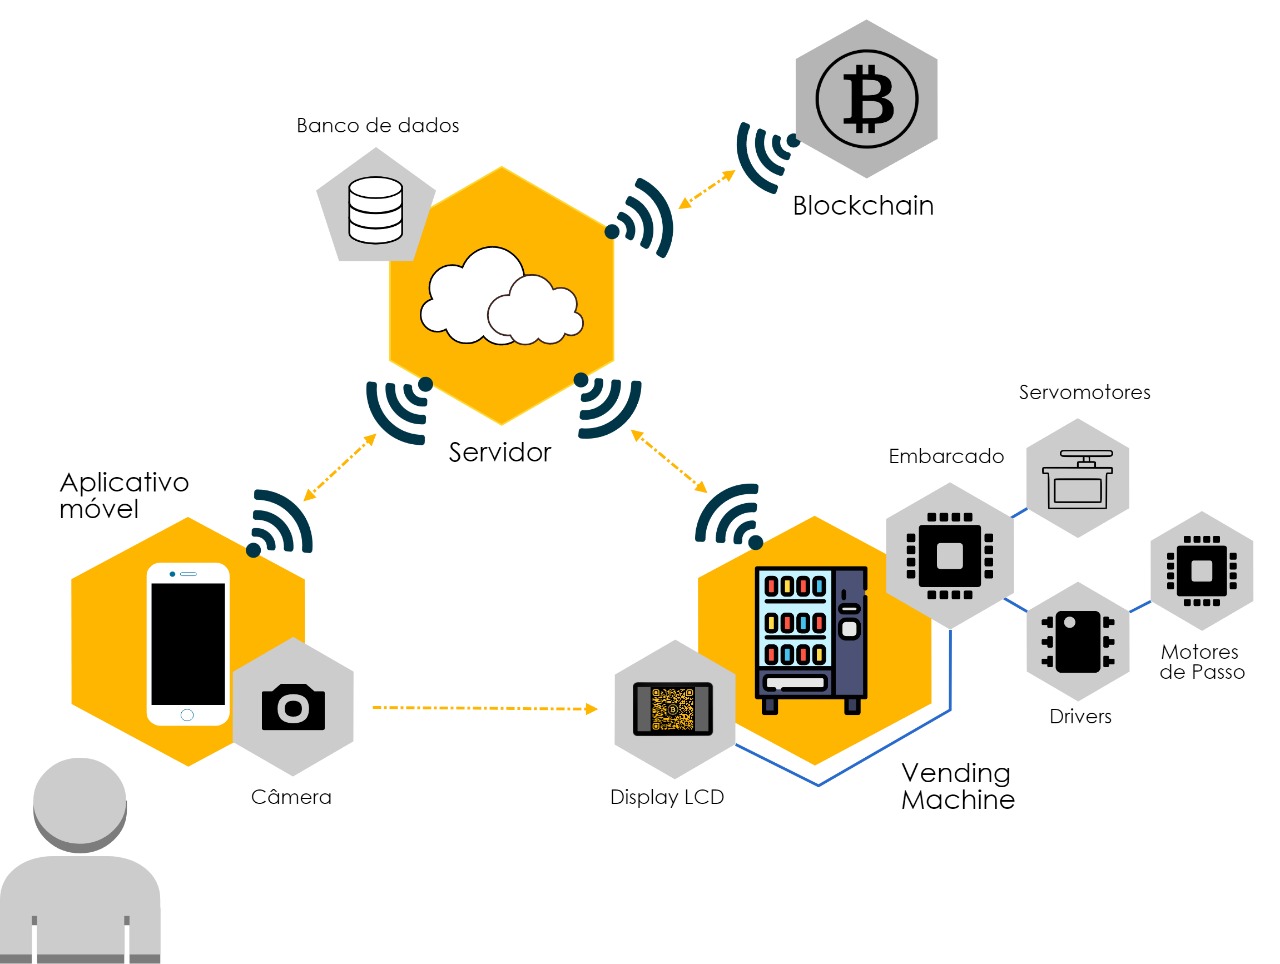 Banco de dados
Blockchain
Servidor
Servomotores
Embarcado
Aplicativo
móvel
Motores
de Passo
Drivers
Vending
Machine
Câmera
Display LCD